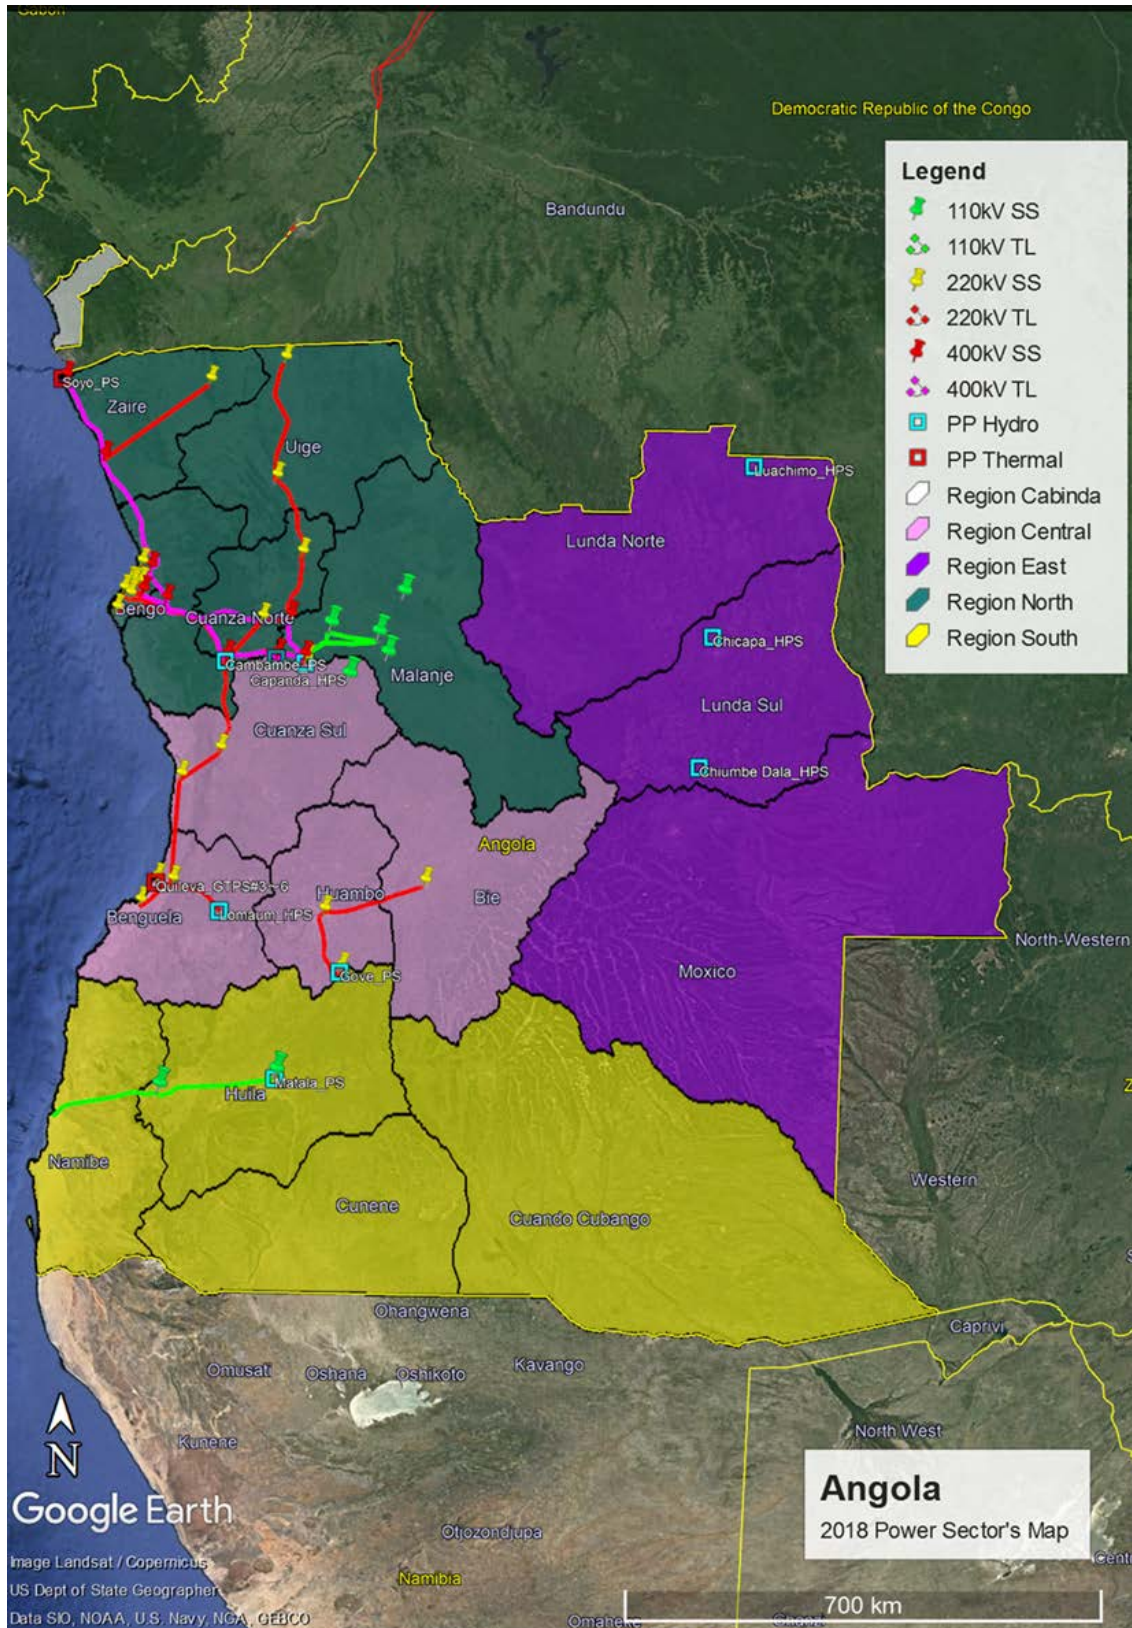 Gabon
Democratic Republic of the Congo
Legend
110kV SS
110kV TL
220kV SS
220kV TL
400kV SS
400kV TL
PP Hydro
PP Thermal
Region Cabinda
Region Central
Region East
Region North
Region South
Bandundu
Soyo_PS
Zaire
Uige
Luachimo_HPS
Lunda Norte
Bengo
Cuanza Norte
Chicapa_HPS
Cambambe_PS
Capanda_HPS
Malanje
Lunda Sul
Cuanza Sul
Chiumbe Dala_HPS
Angola
Quileva_GTPS#3~6
Huambo
Bie
Benguela
Lomaum_HPS
North-Western
Moxico
Gove_PS
Matala_PS
Huila
Namibe
Western
Cunene
Cuando Cubango
Ohangwena
Caprivi
Omusati
Oshana
Oshikoto
Kavango
North West
Kunene
N
Google Earth
Angola
2018 Power Sector's Map
Otjozondjupa
Image Landsat / Copernicus
US Dept of State Geographer
Data SIO, NOAA, U.S. Navy, NGA, GEBCO
Namibia
700 km
Omaheke
Ghanzi